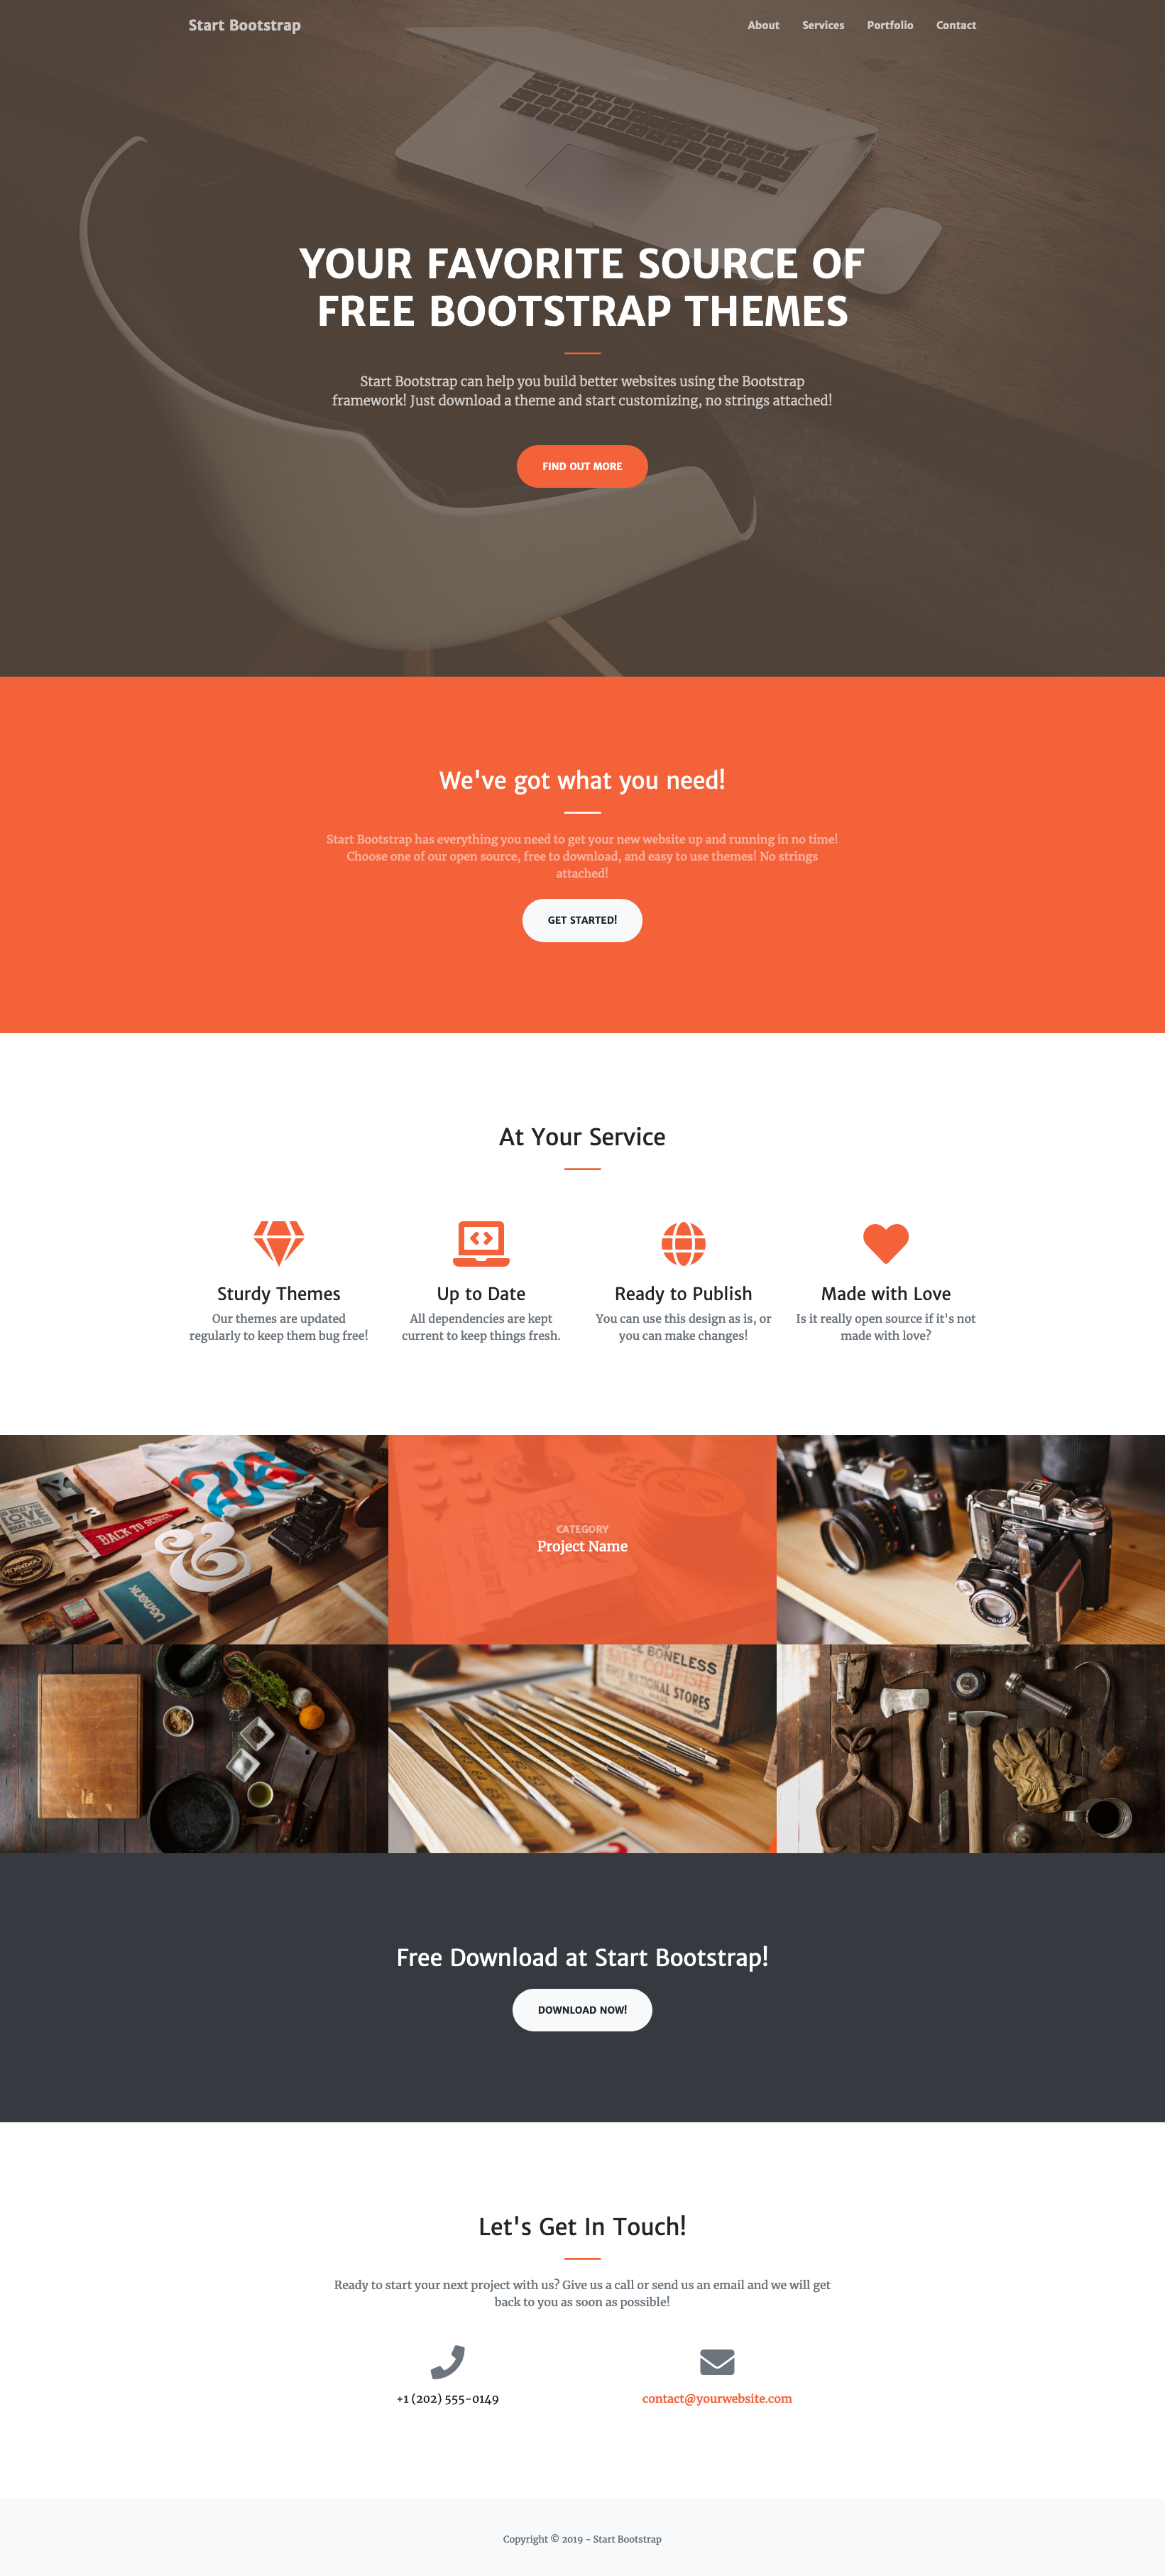 Start Bootstrap
About Services Portfolio Contact
YOUR FAVORITE SOURCE OF
FREE BOOTSTRAP THEMES
Start Bootstrap can help you build better websites using the Bootstrap
framework! Just download a theme and start customizing, no strings attached!
FIND OUT MORE
We've got what you need!
Start Bootstrap has everything you need to get your new website up and running in no time!
Choose one of our open source, free to download, and easy to use themes! No strings
attached!
GET STARTED!
At Your Service
Sturdy Themes
Our themes are updated
regularly to keep them bug free!
Up to Date
All dependencies are kept
current to keep things fresh.
Ready to Publish
You can use this design as is, or
you can make changes!
Made with Love
Is it really open source if it's not
made with love?
LOVE
BACK TO SCHOOL
&
CATEGORY
Project Name
BONELESS
SALT CODFISH
NATIONAL STORES
Free Download at Start Bootstrap!
DOWNLOAD NOW!
Let's Get In Touch!
Ready to start your next project with us? Give us a call or send us an email and we will get
back to you as soon as possible!
+1 (202) 555-0149
contact@yourwebsite.com
Copyright © 2019 - Start Bootstrap